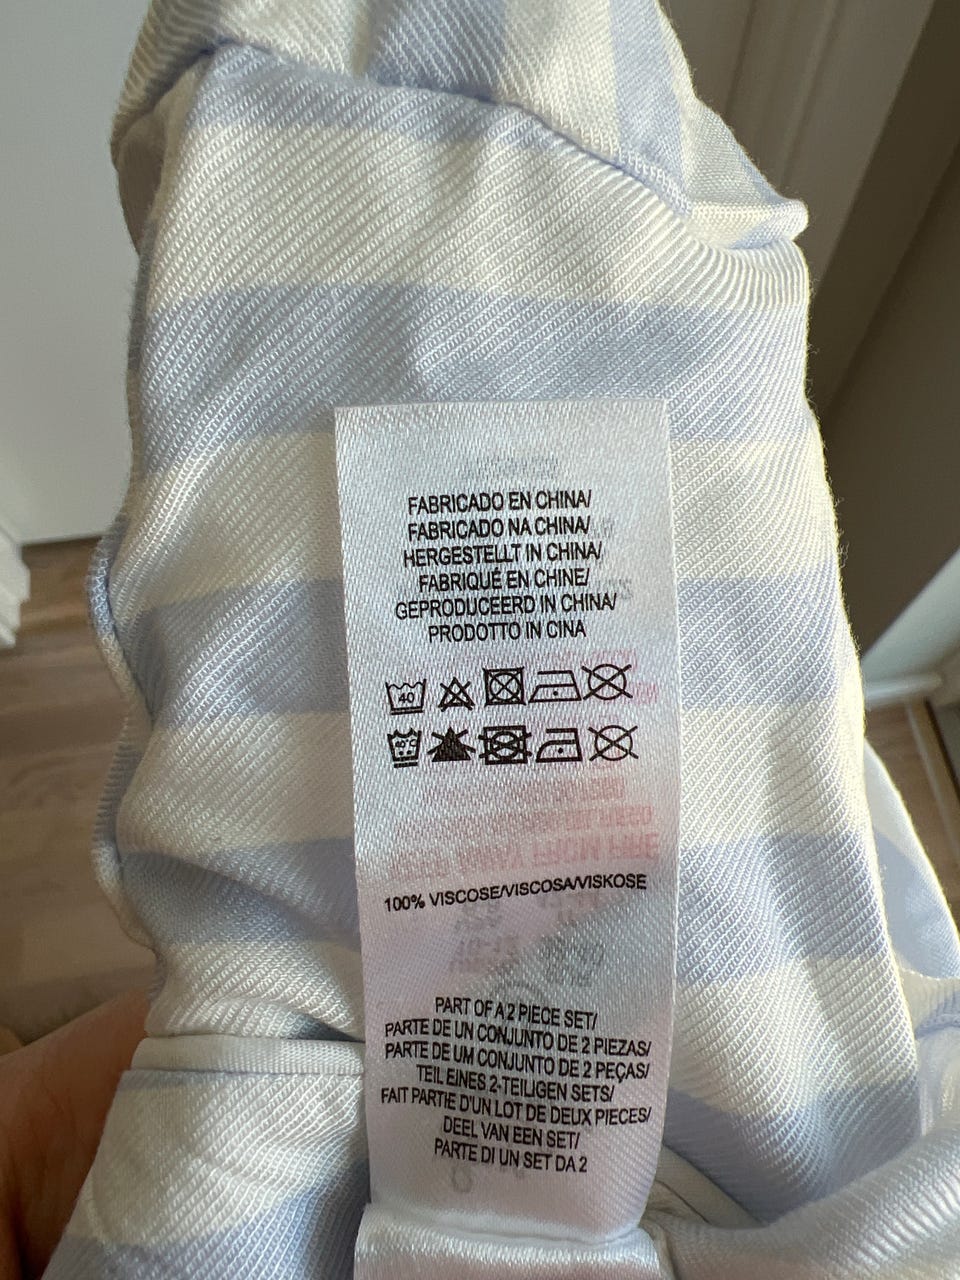 FABRICADO EN CHINA/
FABRICADO NA CHINA/
HERGESTELLT IN CHINA/
FABRIQUÉ EN CHINE/
GEPRODUCEERD IN CHINA/
PRODOTTO IN CINA
40
40°C
100% VISCOSE/VISCOSA/VISKOSE
PART OF A 2 PIECE SET/
PARTE DE UN CONJUNTO DE 2 PIEZAS/
PARTE DE UM CONJUNTO DE 2 PEÇAS/
TEIL EINES 2-TEILIGEN SETS/
FAIT PARTIE D'UN LOT DE DEUX PIECES/
DEEL VAN EEN SET/
PARTE DI UN SET DA 2